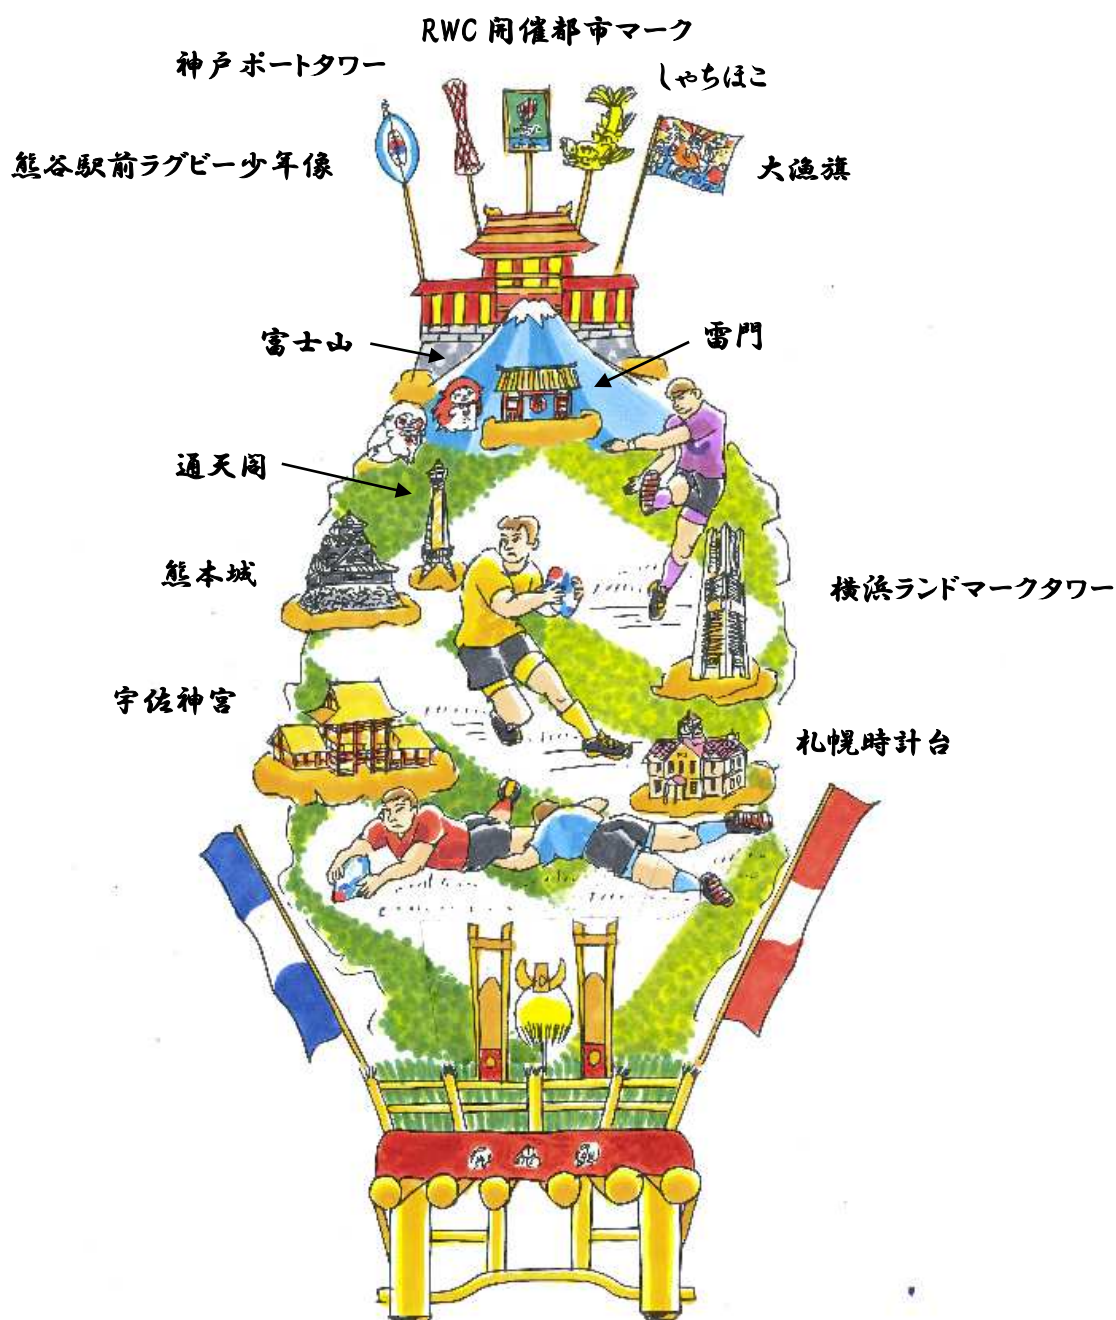 RWC 開催都市マーク
神戸ポートタワー
しゃちほこ
熊谷駅前ラグビー少年像
大漁旗
富士山
雷門
通天閣
熊本城
横浜ランドマークタワー
宇佐神宮
札幌時計台